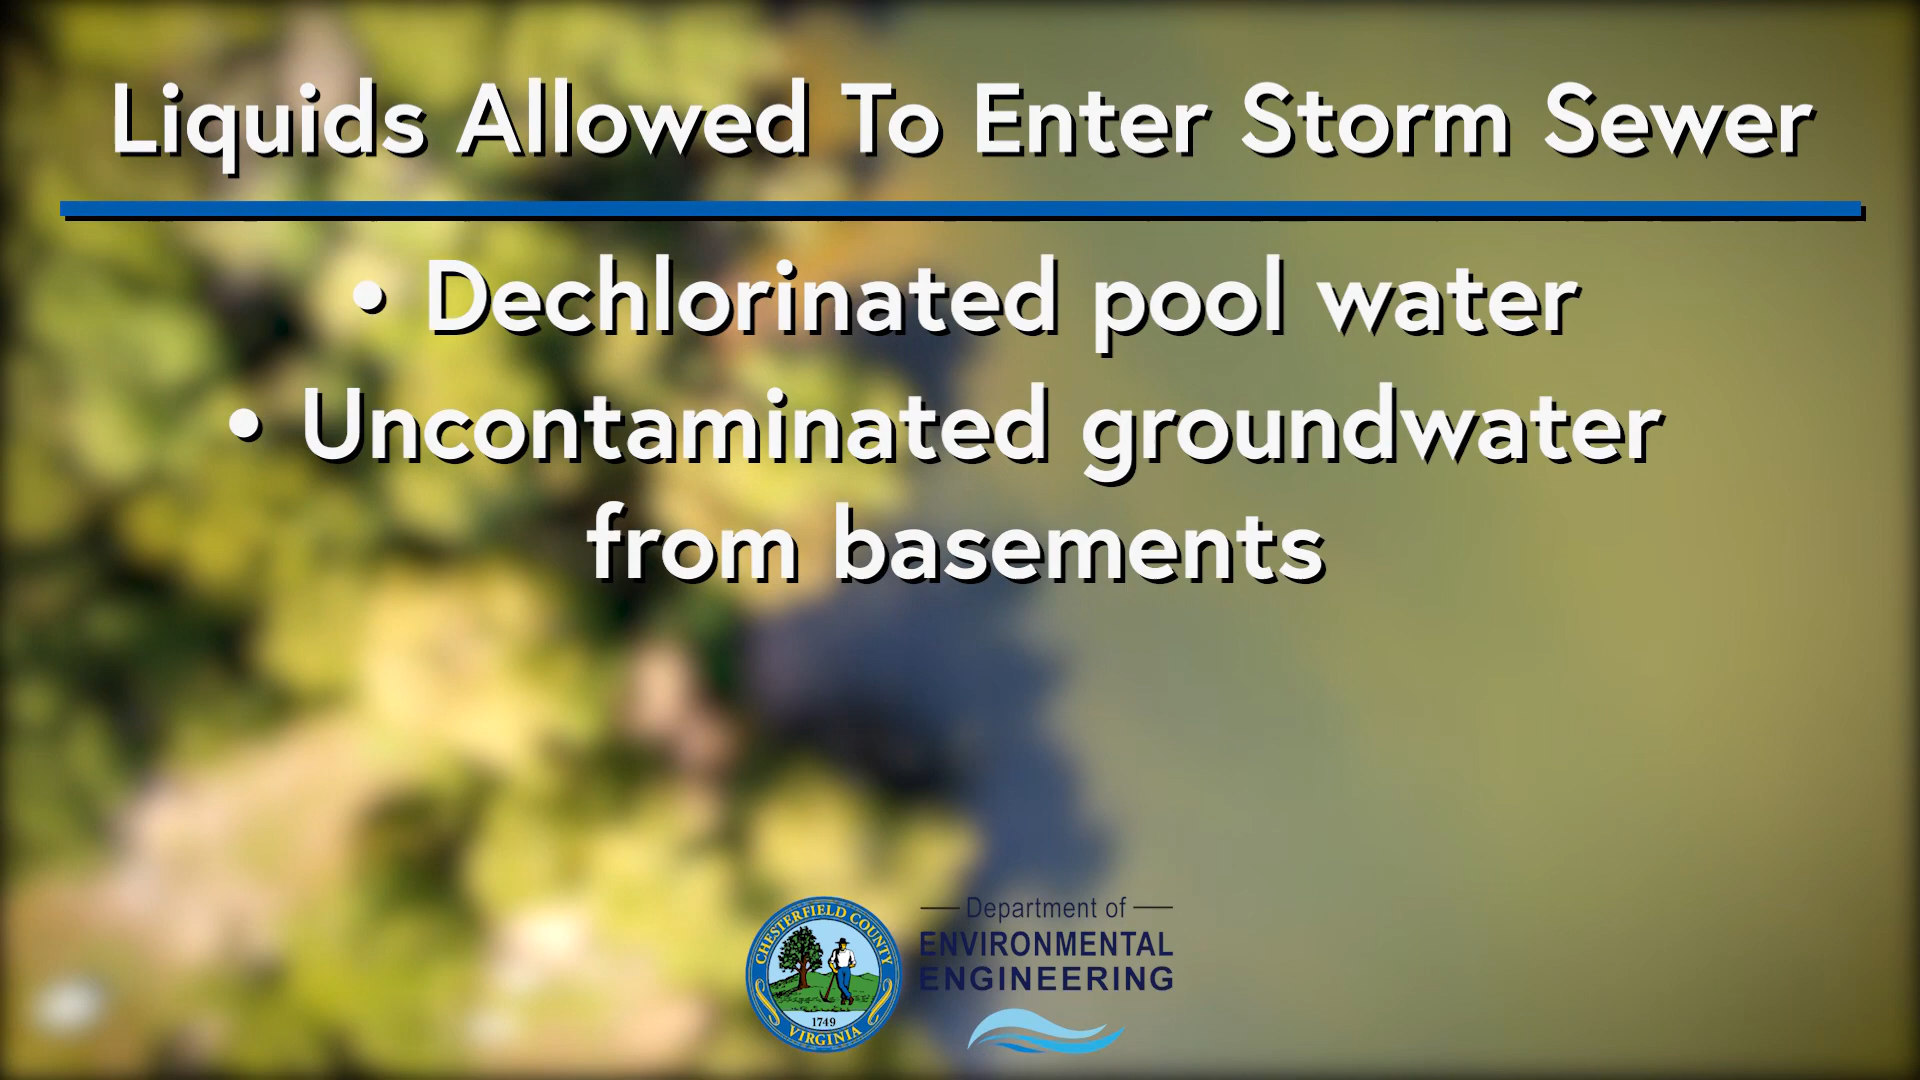 Liquids Allowed To Enter Storm Sewer
• Dechlorinated pool water
• Uncontaminated groundwater
from basements
CHESTERFIELD COUNTY
1749
VIRGINIA
Department of
ENVIRONMENTAL
ENGINEERING